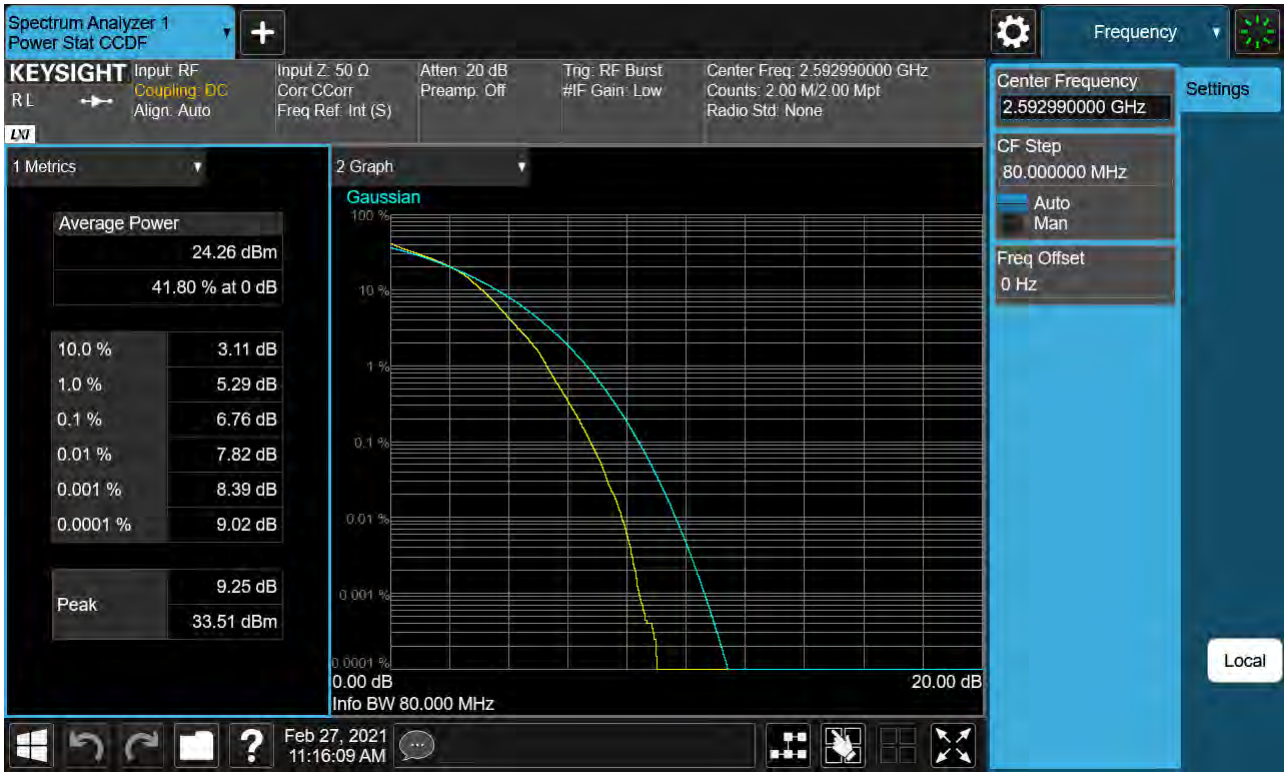 Spectrum Analyzer 1
Power Stat CCDF
+
Frequency
KEYSIGHT
RL
LXI
Input: RF
Coupling: DC
Align: Auto
Input Z: 50 Ω
Corr CCorr
Freq Ref: Int (S)
Atten: 20 dB
Preamp: Off
Trig: RF Burst
#IF Gain: Low
Center Freq: 2.592990000 GHz
Counts: 2.00 M/2.00 Mpt
Radio Std: None
Center Frequency
2.592990000 GHz
Settings
CF Step
80.000000 MHz
Auto
Man
Freq Offset
0 Hz
1 Metrics
Average Power
24.26 dBm
41.80 % at 0 dB
10.0 % 3.11 dB
1.0 % 5.29 dB
0.1 % 6.76 dB
0.01 % 7.82 dB
0.001 % 8.39 dB
0.0001 % 9.02 dB
Peak
9.25 dB
33.51 dBm
2 Graph
Gaussian
100 %
10 %
1 %
0.1 %
0.01 %
0.001 %
0.0001 %
0.00 dB
20.00 dB
Info BW 80.000 MHz
Local
?
Feb 27, 2021
11:16:09 AM